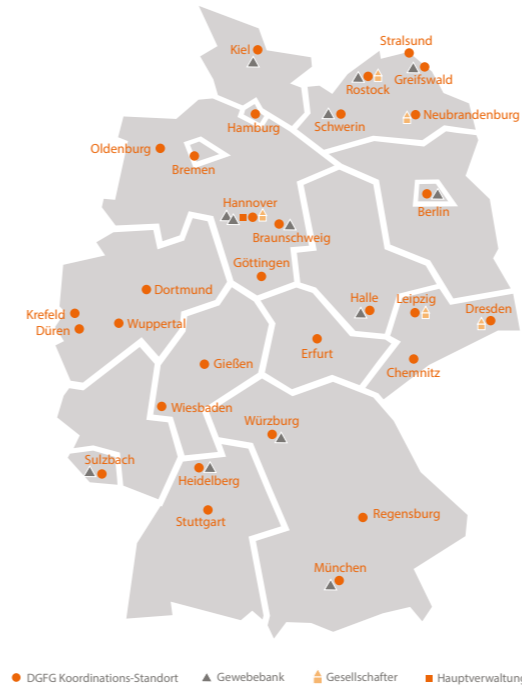 Stralsund
Kiel
Greifswald
Rostock
Hamburg
Schwerin
Neubrandenburg
Oldenburg
Bremen
Berlin
Hannover
Braunschweig
Göttingen
Dortmund
Krefeld
Düren
Wuppertal
Halle
Leipzig
Dresden
Erfurt
Chemnitz
Gießen
Wiesbaden
Würzburg
Sulzbach
Heidelberg
Stuttgart
Regensburg
München
DGFG Koordinations-Standort Gewebebank Gesellschafter Hauptverwaltung